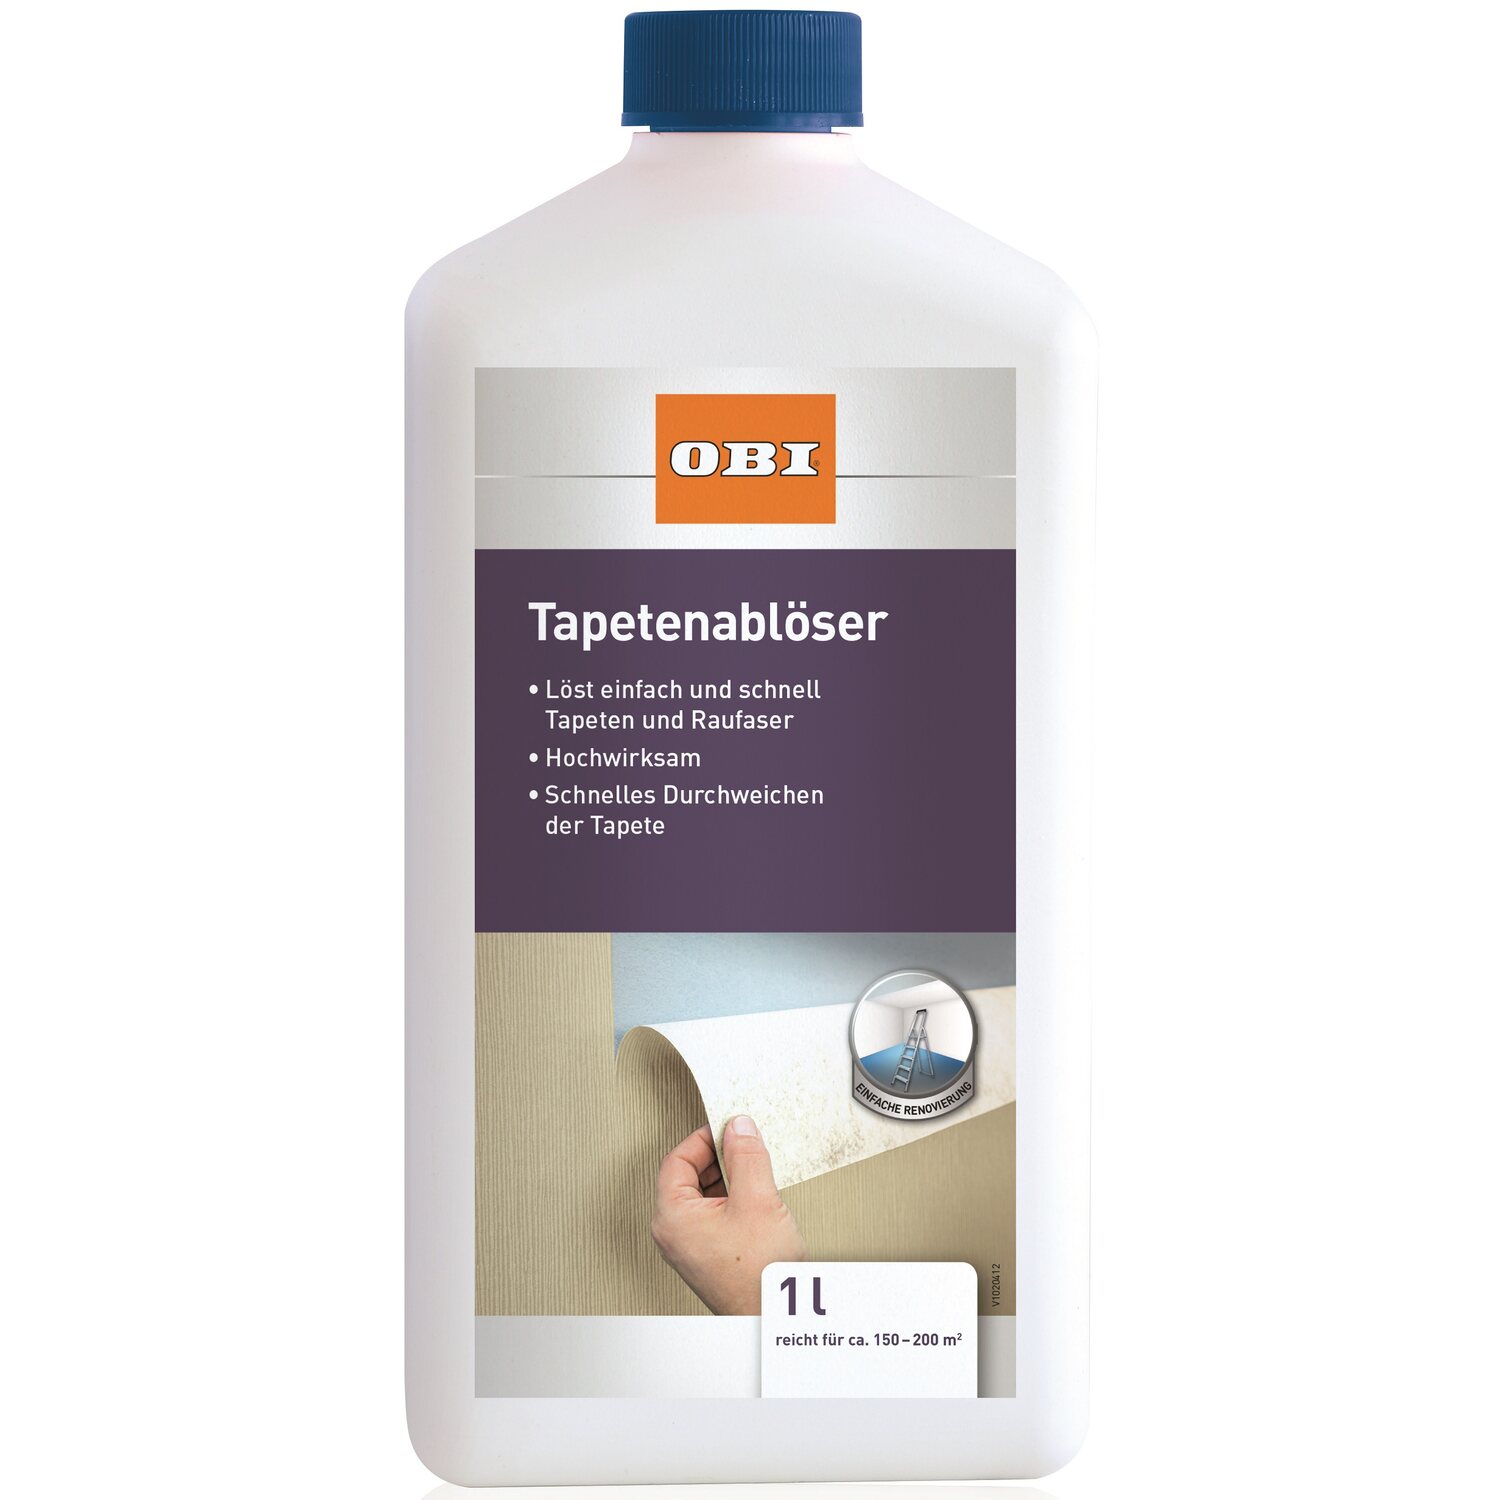 OBI®
Tapetenablöser
• Löst einfach und schnell
Tapeten und Raufaser
• Hochwirksam
• Schnelles Durchweichen
der Tapete
EINFACHE RENOVIERUNG
1 l
reicht für ca. 150 – 200 m²
V1020412